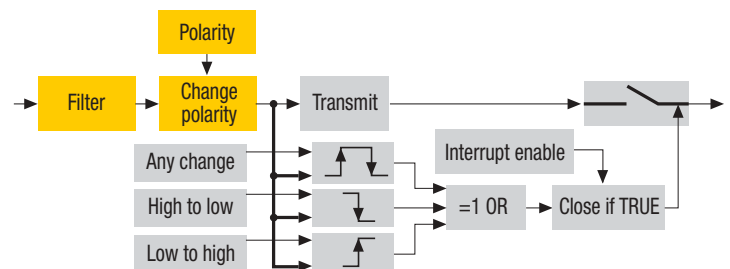 Polarity
Filter
Change
polarity
Transmit
Any change
Interrupt enable
High to low
=1 OR
Close if TRUE
Low to high